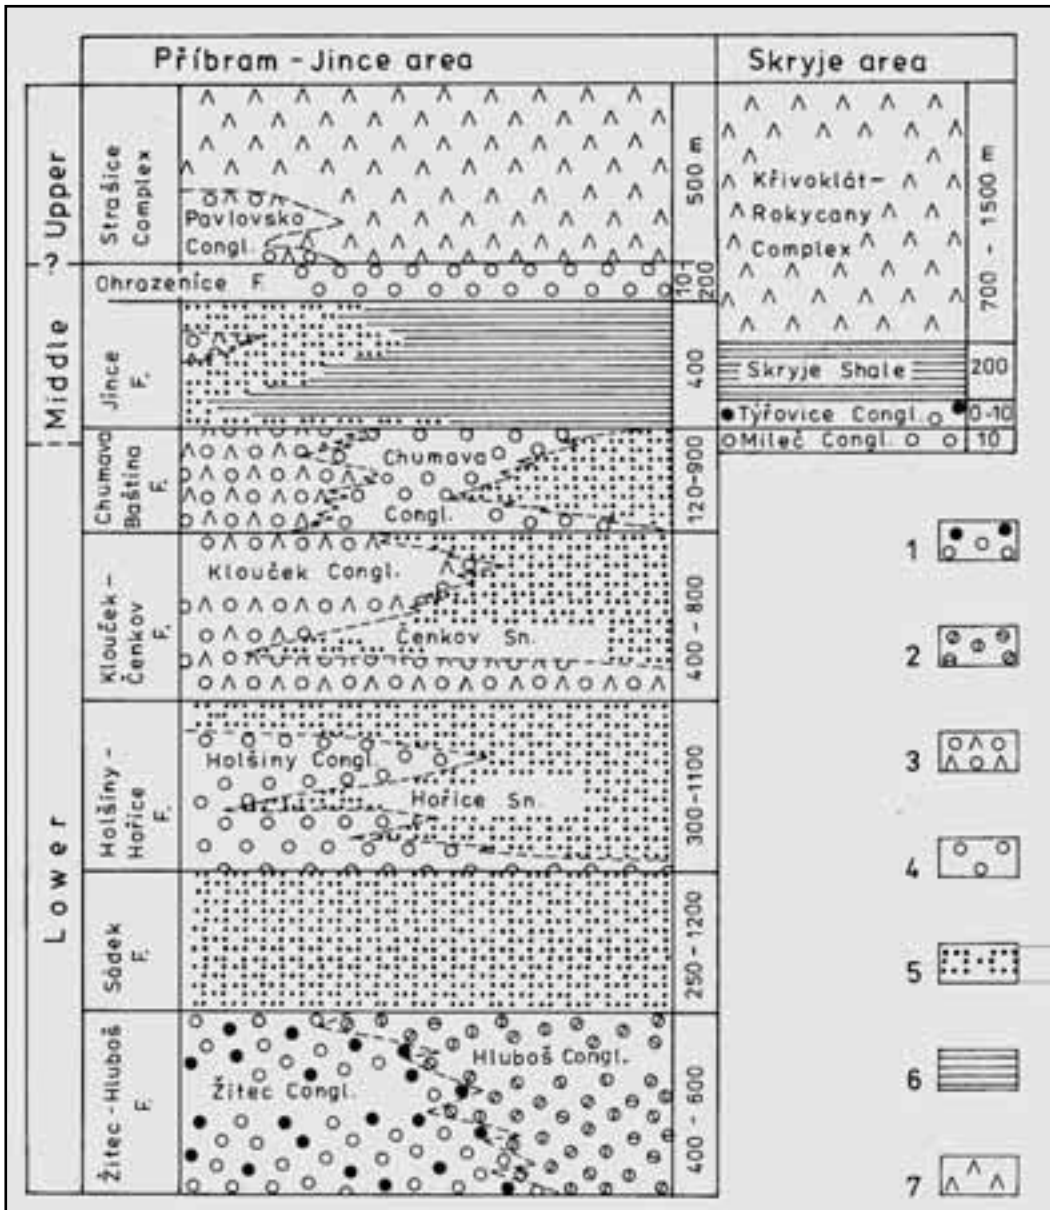 Příbram - Jince area
Skryje area
Upper
?
Middle
Lower
Strašice
Complex
Pavlovsko
Congl.
500 m
Ohrazenice F.
10-
200
Jince
F.
400
Chumava
Baština
F.
Chumava
Congl.
120-900
Klouček -
Čenkov
F.
Klouček Congl.
Čenkov Sn.
400 - 800
Holšiny -
Hořice
F.
Holšiny Congl.
Hořice Sn.
300-1100
Sádek
F.
250 - 1200
Žitec-Hluboš
F.
Žitec Congl.
Hluboš Congl.
400 - 600
Křivoklát-
Rokycany
Complex
700 - 1500 m
Skryje Shale
200
Týřovice Congl.
0-10
Mileč Congl.
10
1
2
3
4
5
6
7